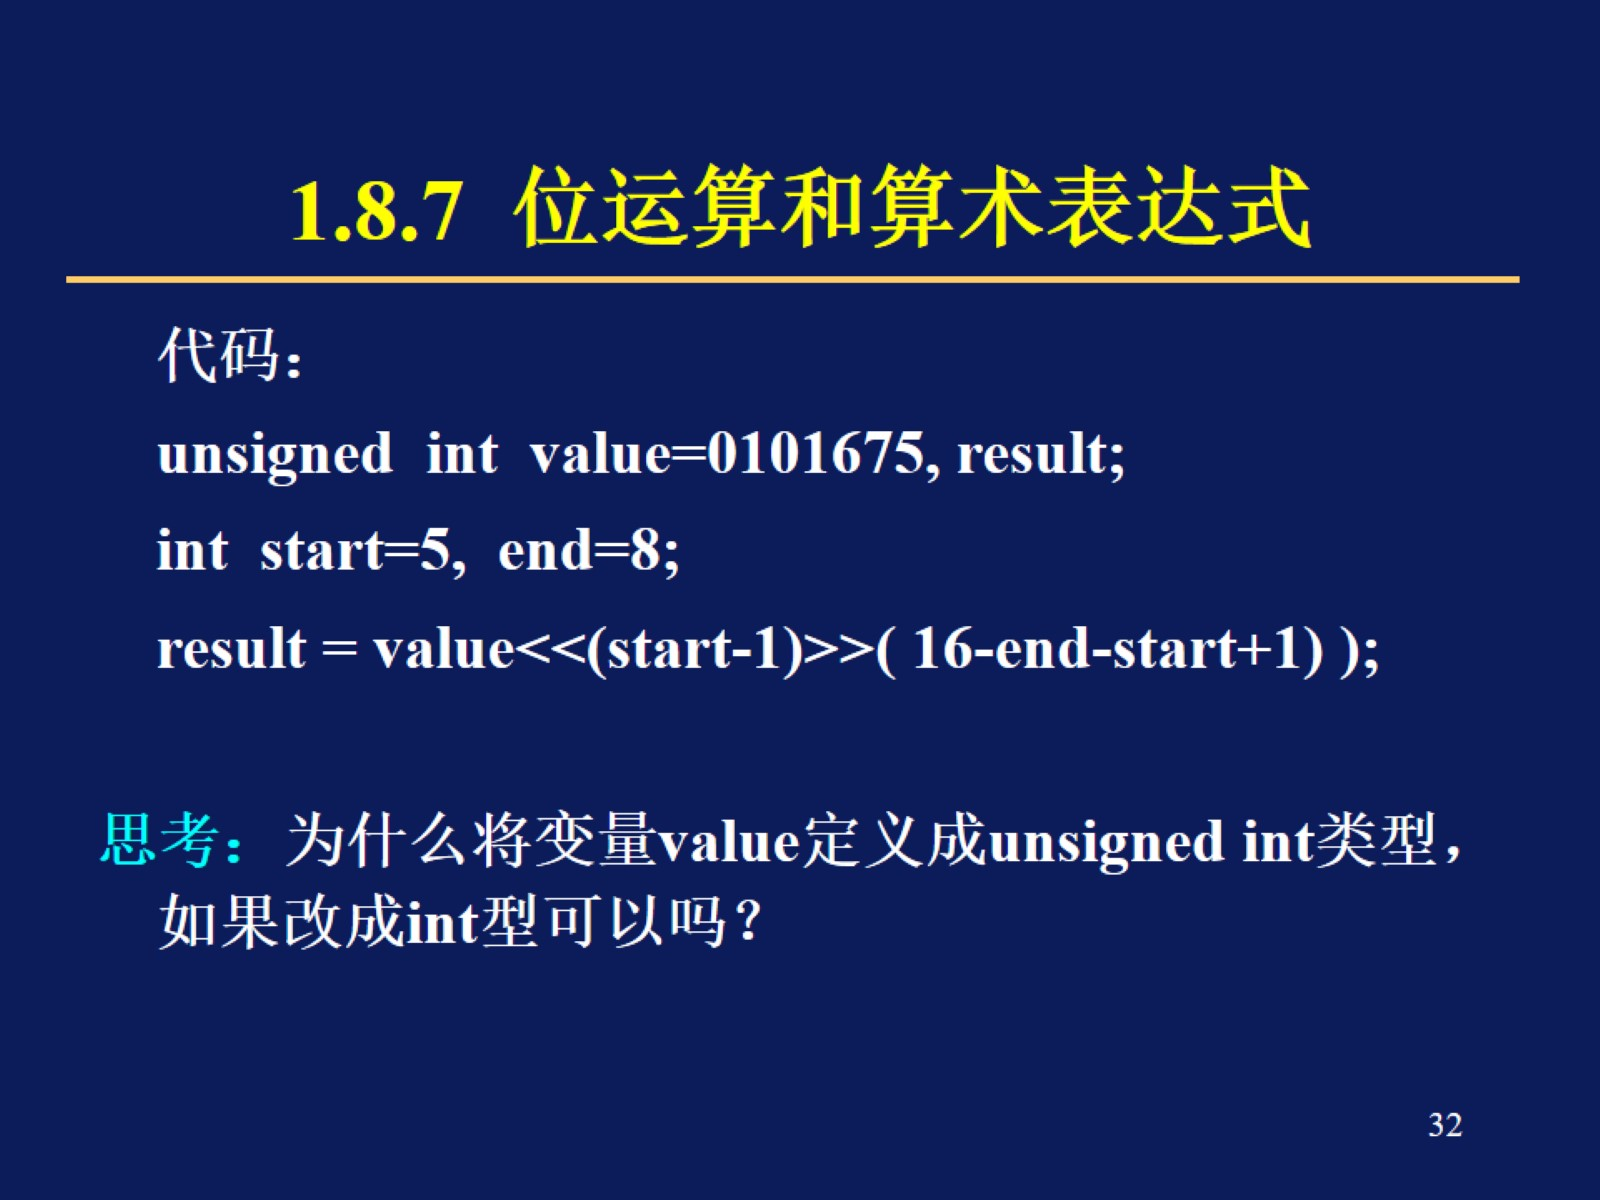 1.8.7 位运算和算术表达式
代码：
unsigned int value=0101675, result;
int start=5, end=8;
result = value<<(start-1)>>( 16-end-start+1) );
思考：为什么将变量value定义成unsigned int类型，
如果改成int型可以吗？
32